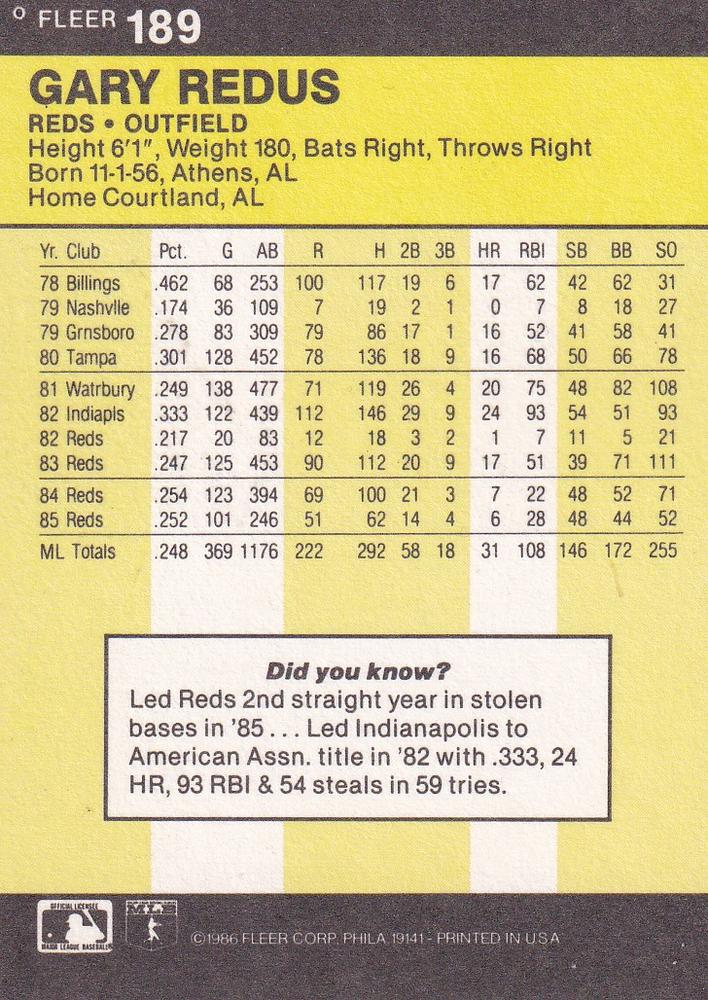 ° FLEER 189
GARY REDUS
REDS • OUTFIELD
Height 6'1", Weight 180, Bats Right, Throws Right
Born 11-1-56, Athens, AL
Home Courtland, AL
Yr. Club Pct. G AB R H 2B 3B HR RBI SB BB SO
78 Billings .462 68 253 100 117 19 6 17 62 42 62 31
79 Nashvlle .174 36 109 7 19 2 1 0 7 8 18 27
79 Grnsboro .278 83 309 79 86 17 1 16 52 41 58 41
80 Tampa .301 128 452 78 136 18 9 16 68 50 66 78
81 Watrbury .249 138 477 71 119 26 4 20 75 48 82 108
82 Indiapls .333 122 439 112 146 29 9 24 93 54 51 93
82 Reds .217 20 83 12 18 3 2 1 7 11 5 21
83 Reds .247 125 453 90 112 20 9 17 51 39 71 111
84 Reds .254 123 394 69 100 21 3 7 22 48 52 71
85 Reds .252 101 246 51 62 14 4 6 28 48 44 52
ML Totals .248 369 1176 222 292 58 18 31 108 146 172 255
Did you know?
Led Reds 2nd straight year in stolen
bases in '85 . . . Led Indianapolis to
American Assn. title in '82 with .333, 24
HR, 93 RBI & 54 steals in 59 tries.
OFFICIAL LICENSEE
MAJOR LEAGUE BASEBALL
©1986 FLEER CORP. PHILA. 19141 - PRINTED IN U.S.A.